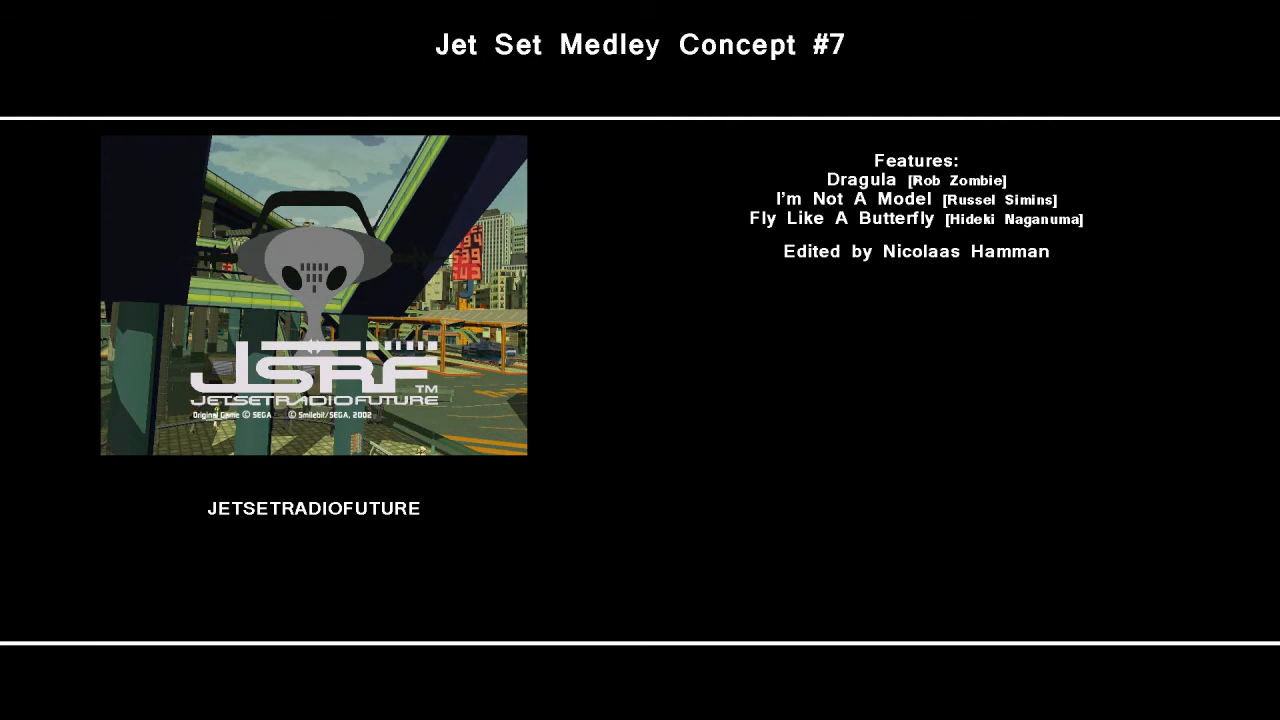 Jet Set Medley Concept #7
Features:
Dragula [Rob Zombie]
I'm Not A Model [Russel Simins]
Fly Like A Butterfly [Hideki Naganuma]
Edited by Nicolaas Hamman
JSRF TM
JETSETRADIOFUTURE
Original Game © SEGA © Smilebit/SEGA, 2002
JETSETRADIOFUTURE